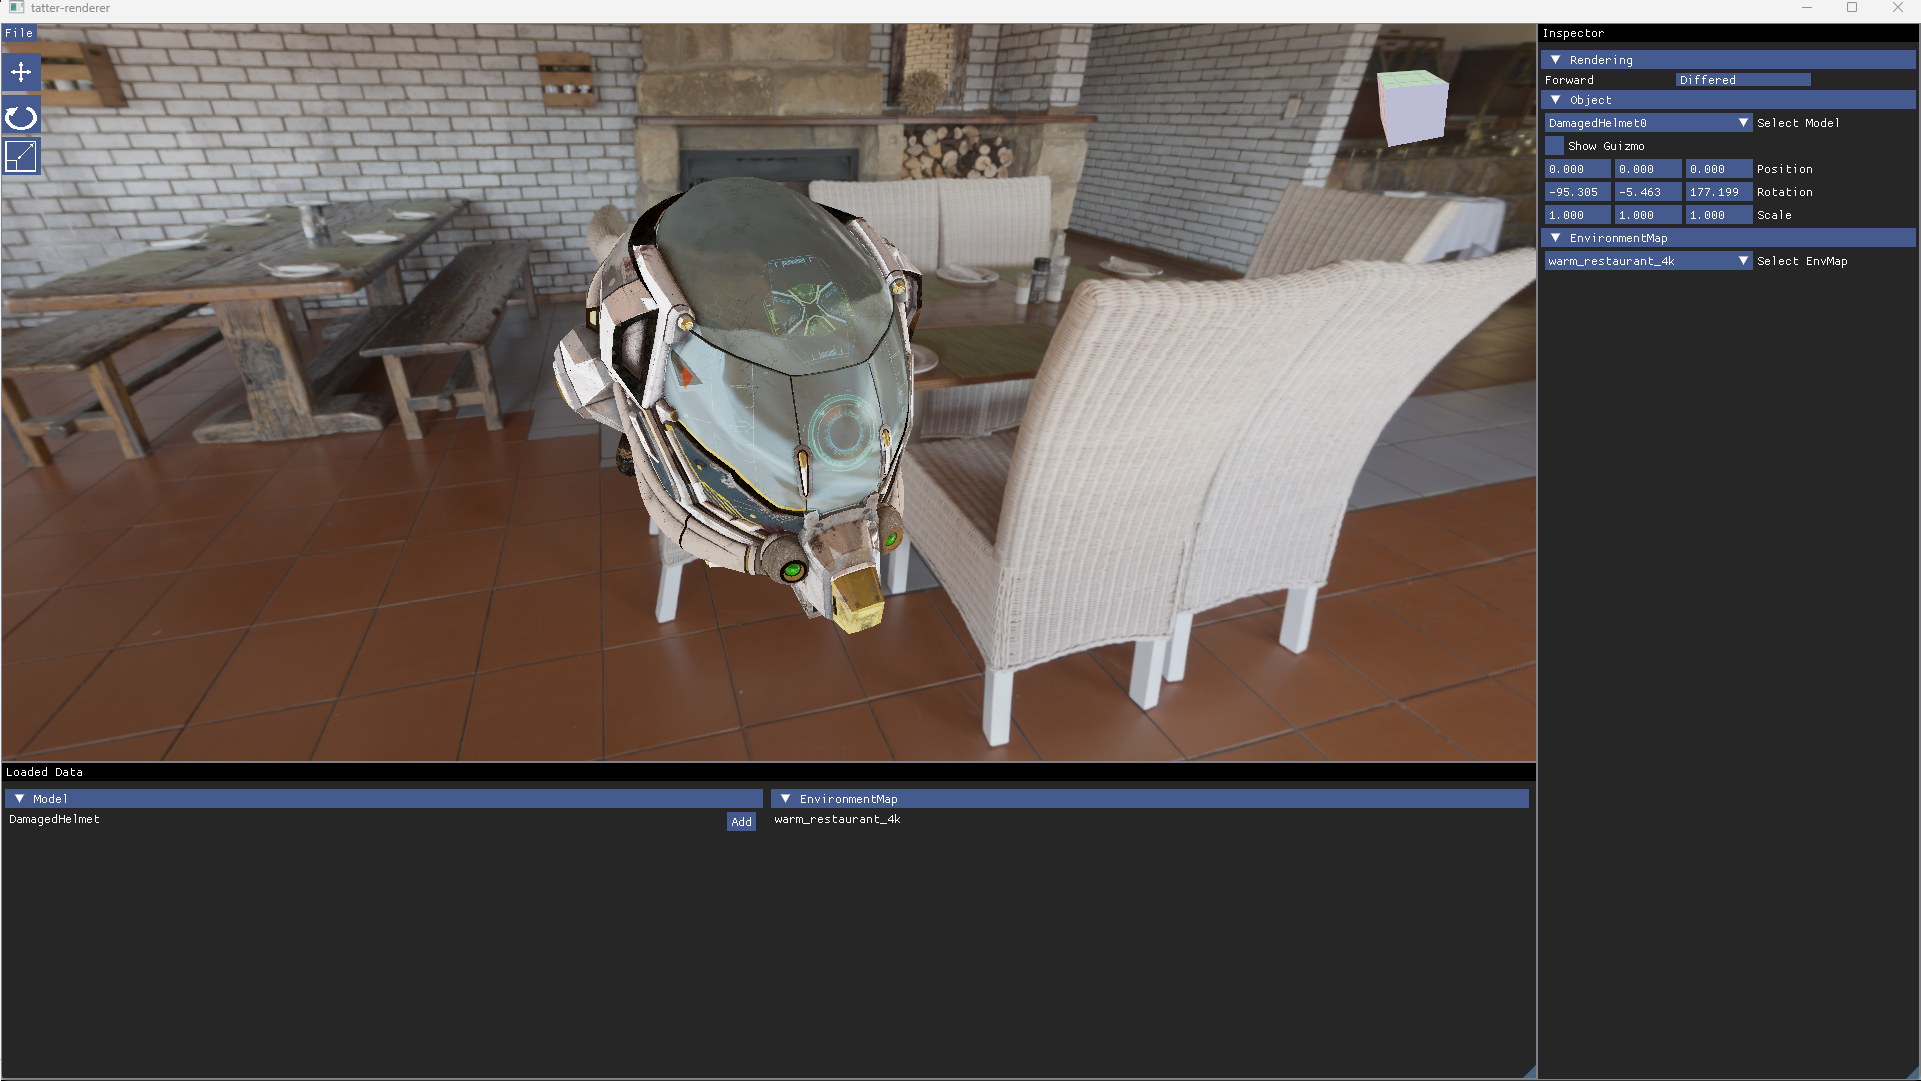 tatter-renderer
File
Inspector
Rendering
Forward Differed
Object
DamagedHelmet0 Select Model
Show Guizmo
0.000 0.000 0.000 Position
-95.305 -5.463 177.199 Rotation
1.000 1.000 1.000 Scale
EnvironmentMap
warm_restaurant_4k Select EnvMap
Loaded Data
Model
DamagedHelmet Add
EnvironmentMap
warm_restaurant_4k